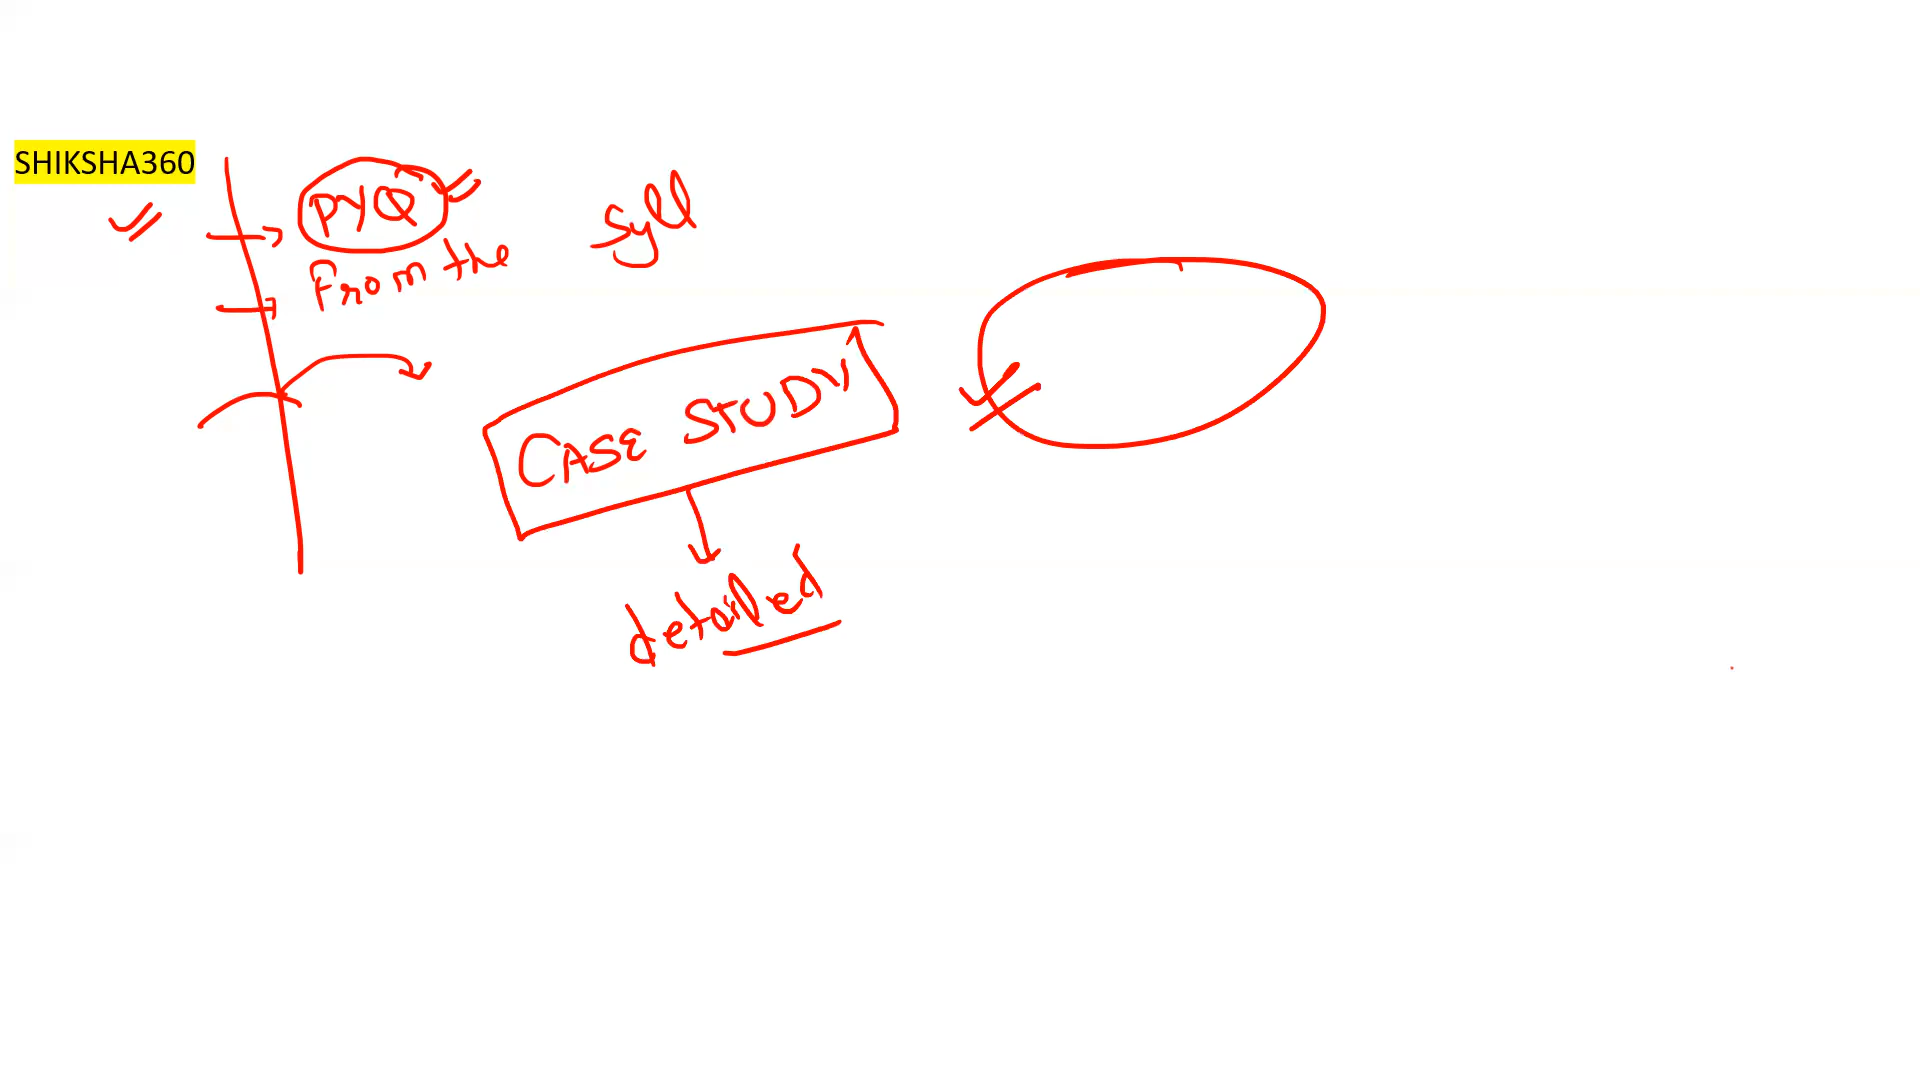 SHIKSHA360
PYQ
From the syll
CASE STUDY
detailed